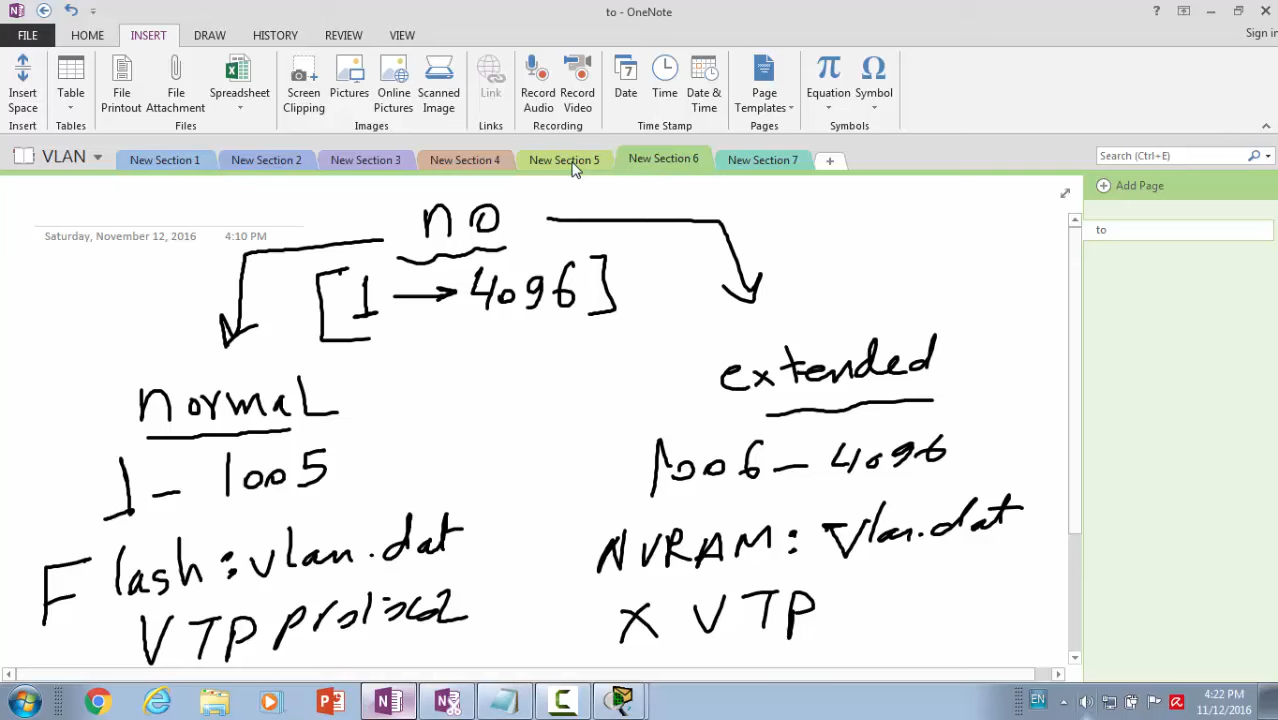 to - OneNote
Sign in
FILE HOME INSERT DRAW HISTORY REVIEW VIEW
Insert Space
Table
File Printout
File Attachment
Spreadsheet
Screen Clipping
Pictures
Online Pictures
Scanned Image
Link
Record Audio
Record Video
Date
Time
Date & Time
Page Templates
Equation
Symbol
Insert Tables Files Images Links Recording Time Stamp Pages Symbols
VLAN New Section 1 New Section 2 New Section 3 New Section 4 New Section 5 New Section 6 New Section 7 Search (Ctrl+E)
Add Page
to
Saturday, November 12, 2016 4:10 PM
no
[1 → 4096]
normal
1 - 1005
Flash:vlan.dat
VTP protocol
extended
1006 - 4096
NVRAM: Vlan.dat
X VTP
EN
4:22 PM
11/12/2016